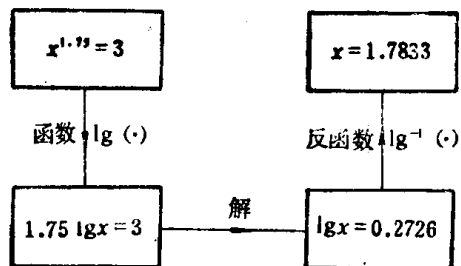 x^{1.75}=3
x=1.7833
函数 lg (·)
反函数 lg⁻¹ (·)
解
1.75 lgx=3
lgx=0.2726